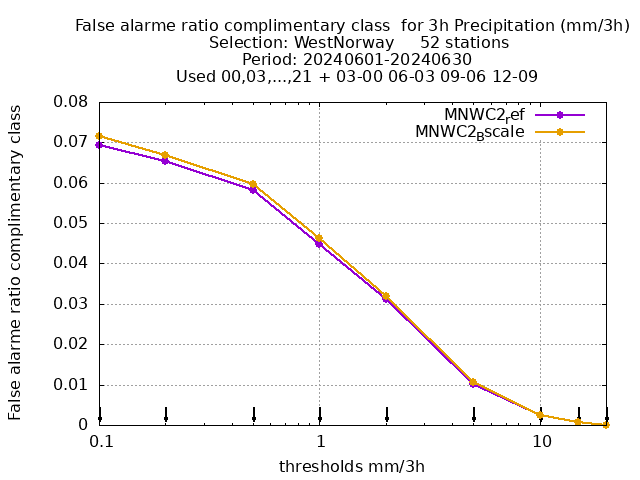 False alarme ratio complimentary class  for 3h Precipitation (mm/3h)
Selection: WestNorway     52 stations
Period: 20240601-20240630
Used 00,03,...,21 + 03-00 06-03 09-06 12-09
MNWC2_ref
MNWC2_Bscale
0.08
0.07
0.06
0.05
0.04
0.03
0.02
0.01
0
False alarme ratio complimentary class
0.1 1 10
thresholds mm/3h